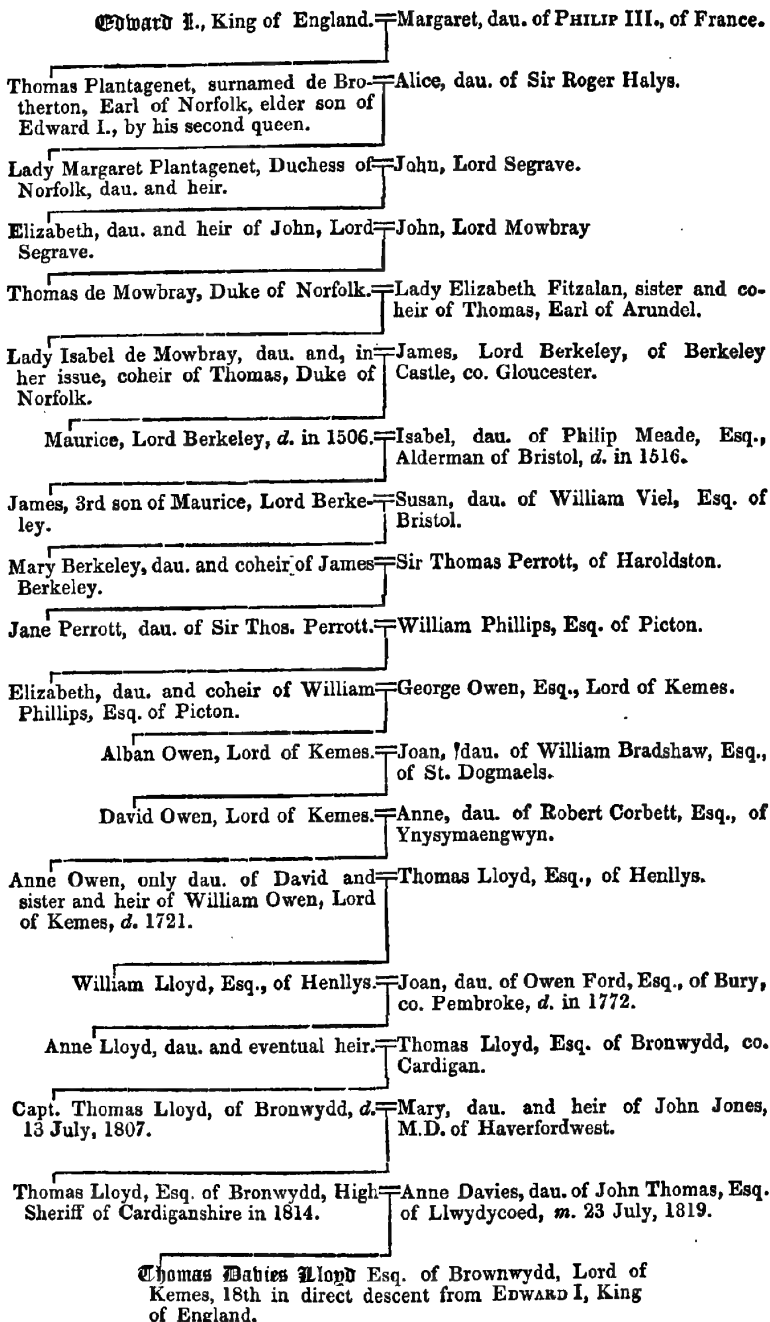 Edward I., King of England.=Margaret, dau. of PHILIP III., of France.
Thomas Plantagenet, surnamed de Bro-
therton, Earl of Norfolk, elder son of
Edward I., by his second queen.
=Alice, dau. of Sir Roger Halys.
Lady Margaret Plantagenet, Duchess of
Norfolk, dau. and heir.
=John, Lord Segrave.
Elizabeth, dau. and heir of John, Lord
Segrave.
=John, Lord Mowbray
Thomas de Mowbray, Duke of Norfolk.
=Lady Elizabeth Fitzalan, sister and co-
heir of Thomas, Earl of Arundel.
Lady Isabel de Mowbray, dau. and, in
her issue, coheir of Thomas, Duke of
Norfolk.
=James, Lord Berkeley, of Berkeley
Castle, co. Gloucester.
Maurice, Lord Berkeley, d. in 1506.
=Isabel, dau. of Philip Meade, Esq.,
Alderman of Bristol, d. in 1516.
James, 3rd son of Maurice, Lord Berke-
ley.
=Susan, dau. of William Viel, Esq. of
Bristol.
Mary Berkeley, dau. and coheir of James
Berkeley.
=Sir Thomas Perrott, of Haroldston.
Jane Perrott, dau. of Sir Thos. Perrott.
=William Phillips, Esq. of Picton.
Elizabeth, dau. and coheir of William
Phillips, Esq. of Picton.
=George Owen, Esq., Lord of Kemes.
Alban Owen, Lord of Kemes.
=Joan, dau. of William Bradshaw, Esq.,
of St. Dogmaels.
David Owen, Lord of Kemes.
=Anne, dau. of Robert Corbett, Esq., of
Ynysymaengwyn.
Anne Owen, only dau. of David and
sister and heir of William Owen, Lord
of Kemes, d. 1721.
=Thomas Lloyd, Esq., of Henllys.
William Lloyd, Esq., of Henllys.
=Joan, dau. of Owen Ford, Esq., of Bury,
co. Pembroke, d. in 1772.
Anne Lloyd, dau. and eventual heir.
=Thomas Lloyd, Esq. of Bronwydd, co.
Cardigan.
Capt. Thomas Lloyd, of Bronwydd, d.
13 July, 1807.
=Mary, dau. and heir of John Jones,
M.D. of Haverfordwest.
Thomas Lloyd, Esq. of Bronwydd, High
Sheriff of Cardiganshire in 1814.
=Anne Davies, dau. of John Thomas, Esq.
of Llwydycoed, m. 23 July, 1819.
Thomas Davies Lloyd Esq. of Brownwydd, Lord of
Kemes, 18th in direct descent from EDWARD I, King
of England.